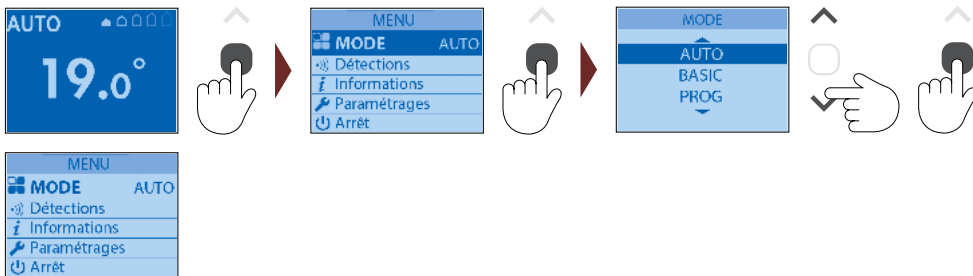 AUTO
19.0°
MENU
MODE AUTO
Détections
i Informations
Paramétrages
Arrêt
MODE
AUTO
BASIC
PROG
MENU
MODE AUTO
Détections
i Informations
Paramétrages
Arrêt